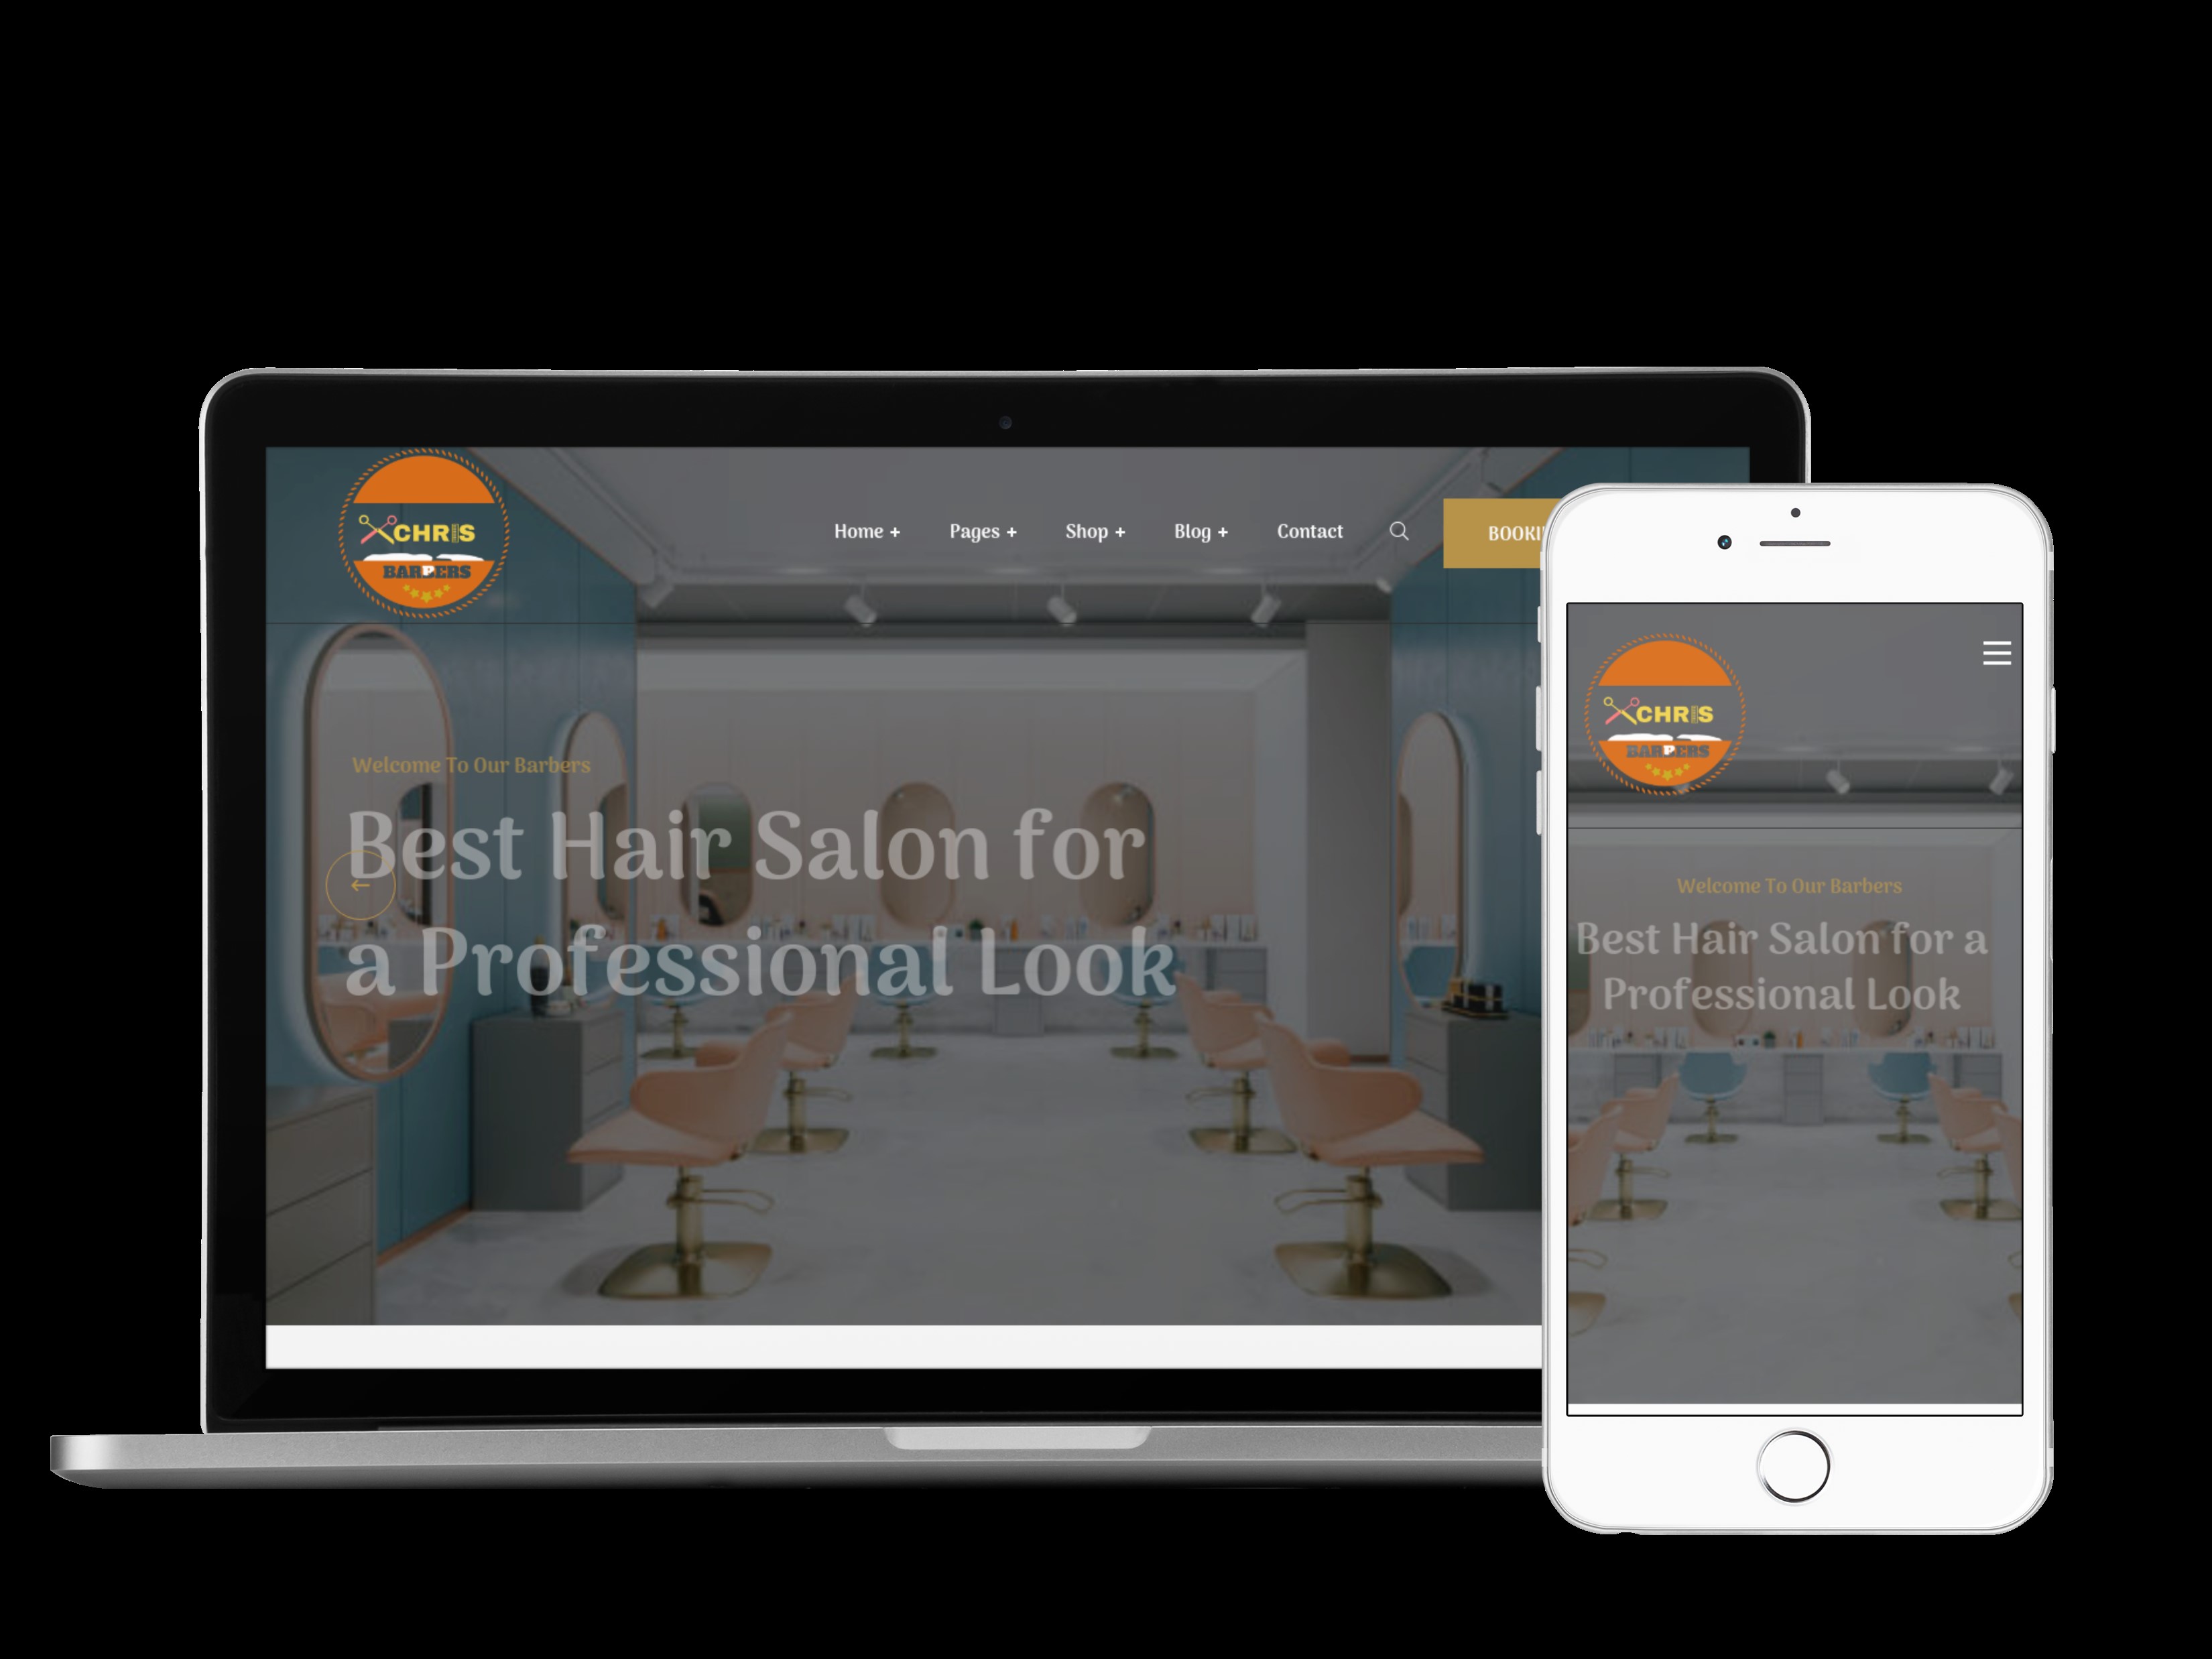 CHRIS
BARBERS
Home +
Pages +
Shop +
Blog +
Contact
Welcome To Our Barbers
Best Hair Salon for
a Professional Look
CHRIS
BARBERS
Welcome To Our Barbers
Best Hair Salon for a
Professional Look